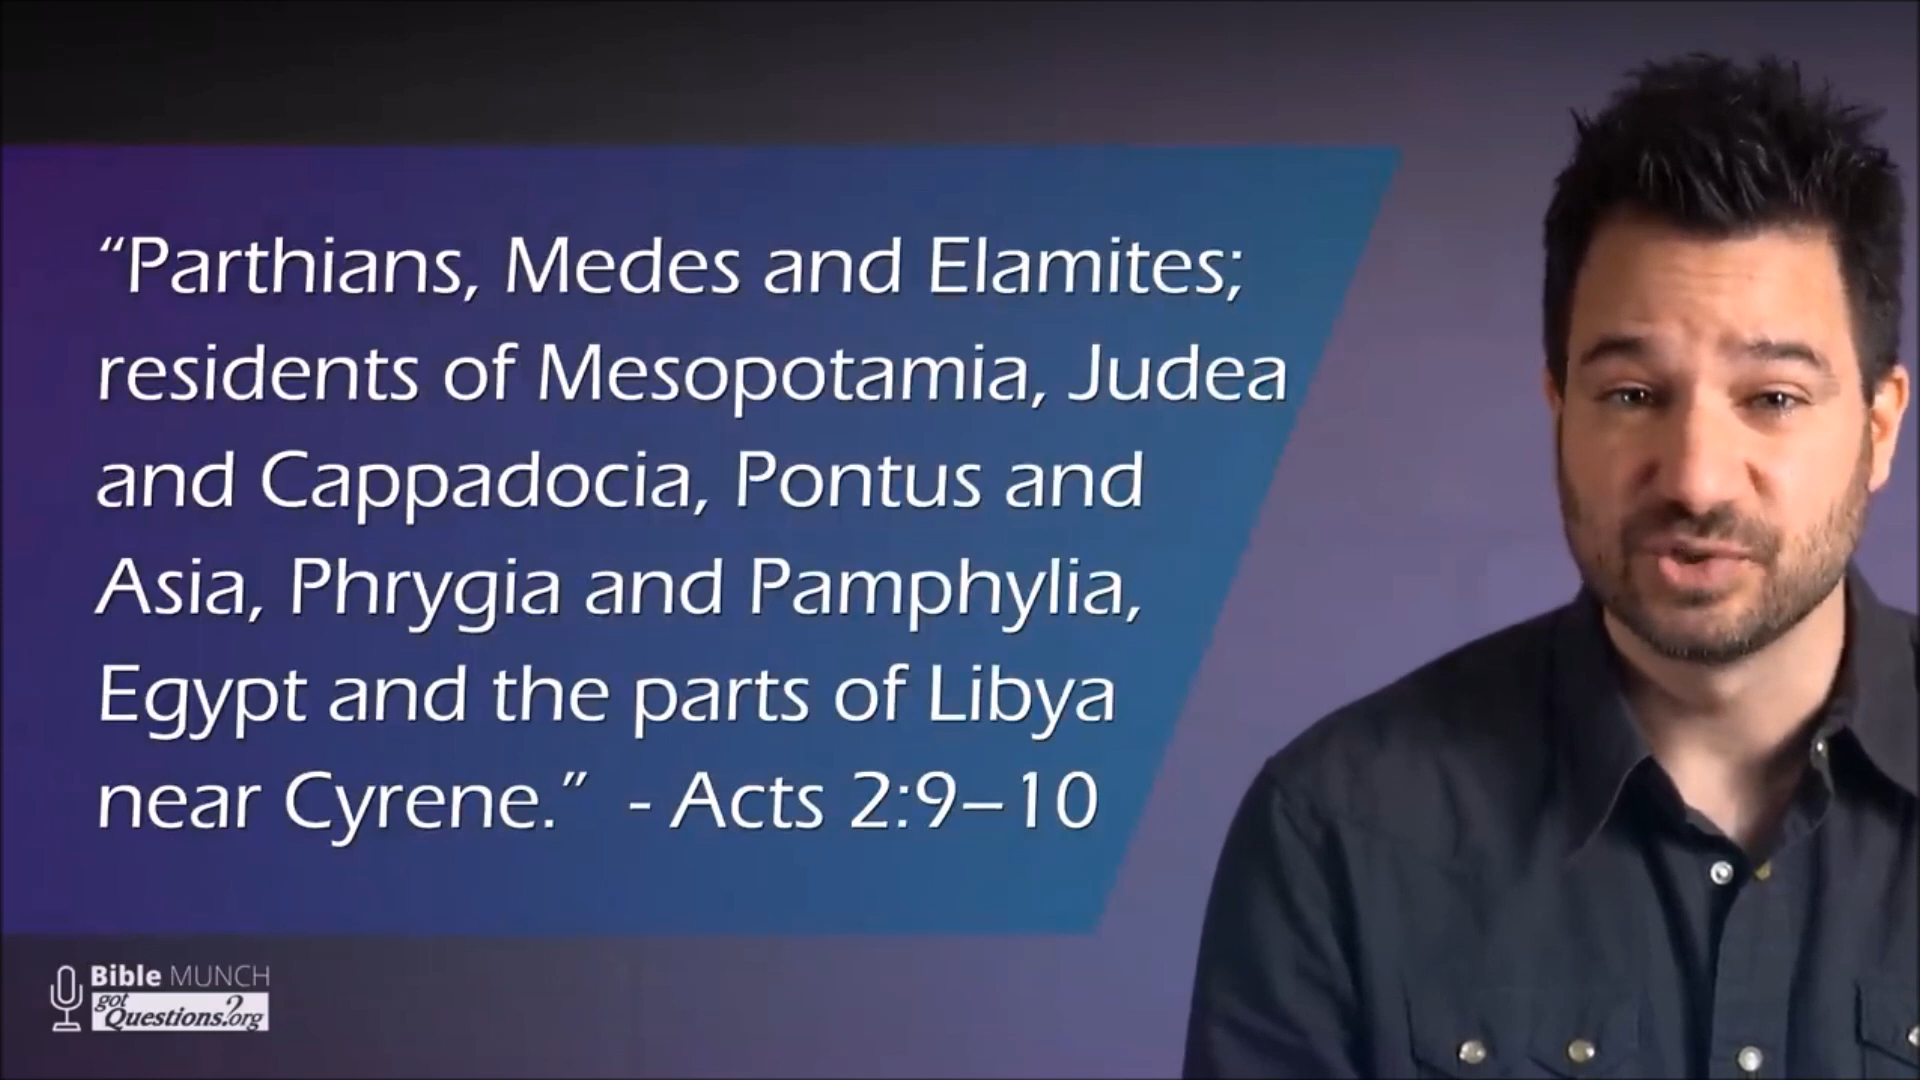 “Parthians, Medes and Elamites;
residents of Mesopotamia, Judea
and Cappadocia, Pontus and
Asia, Phrygia and Pamphylia,
Egypt and the parts of Libya
near Cyrene.” - Acts 2:9–10
Bible MUNCH
got
Questions?.org